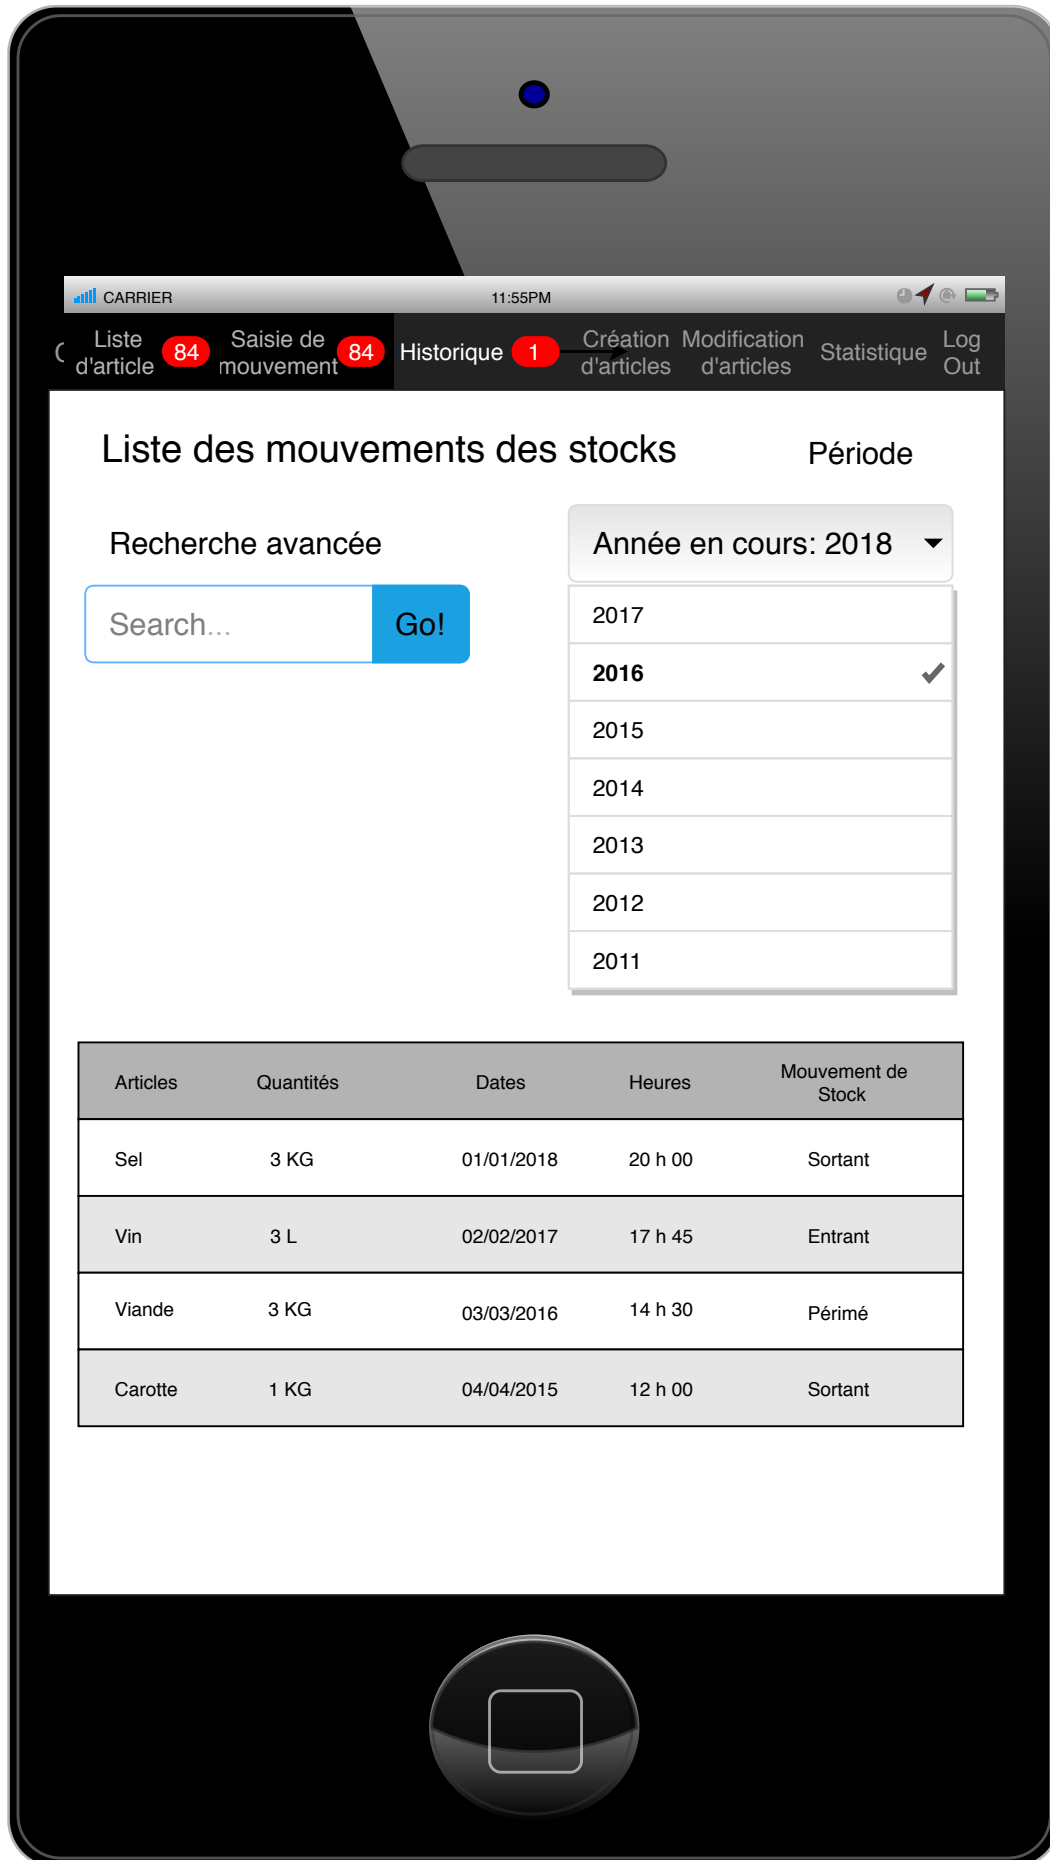 CARRIER 11:55PM
Liste d'article 84 Saisie de mouvement 84 Historique 1 Création d'articles Modification d'articles Statistique Log Out
Liste des mouvements des stocks
Période
Recherche avancée
Année en cours: 2018
Search... Go!
2017
2016
2015
2014
2013
2012
2011
Articles Quantités Dates Heures Mouvement de Stock
Sel 3 KG 01/01/2018 20 h 00 Sortant
Vin 3 L 02/02/2017 17 h 45 Entrant
Viande 3 KG 03/03/2016 14 h 30 Périmé
Carotte 1 KG 04/04/2015 12 h 00 Sortant